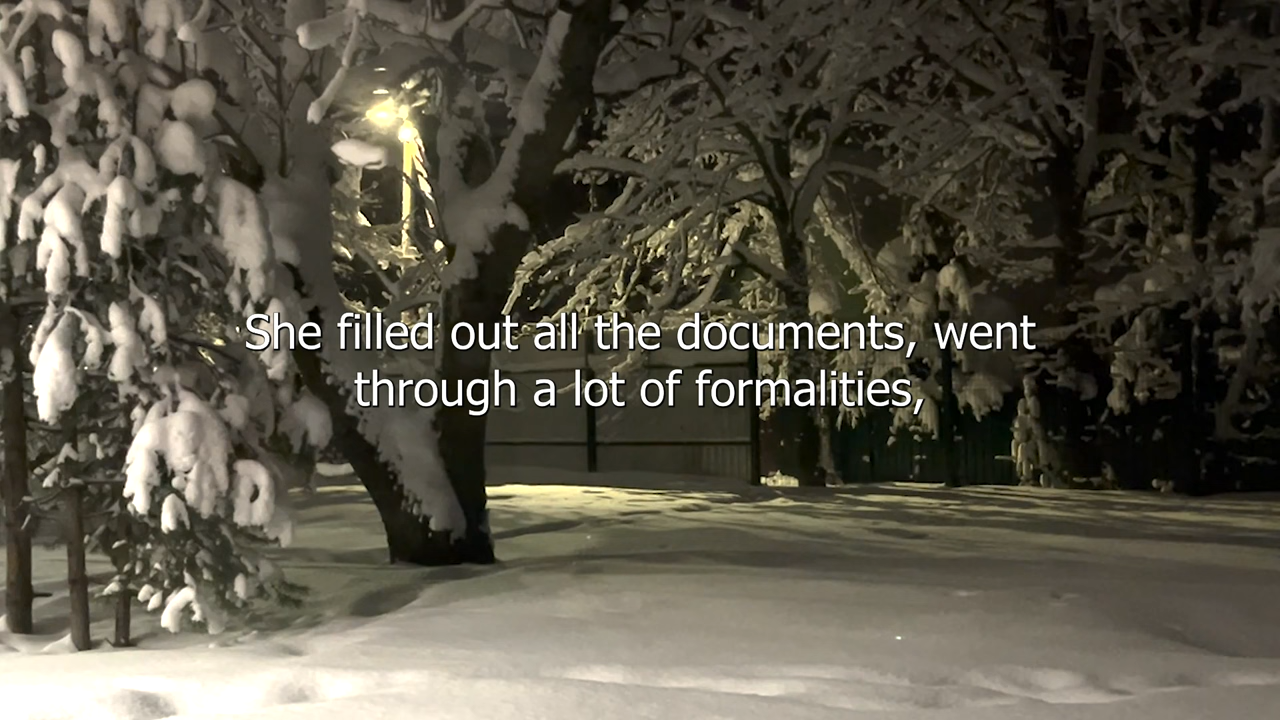 She filled out all the documents, went
through a lot of formalities,